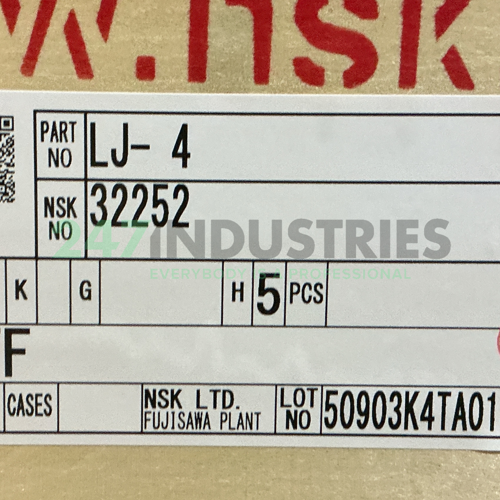 w.nsk
PART NO LJ- 4
NSK NO 32252
247INDUSTRIES
EVERYBODY IS A PROFESSIONAL
K G H 5 PCS
F
CASES NSK LTD. FUJISAWA PLANT LOT NO 50903K4TA01